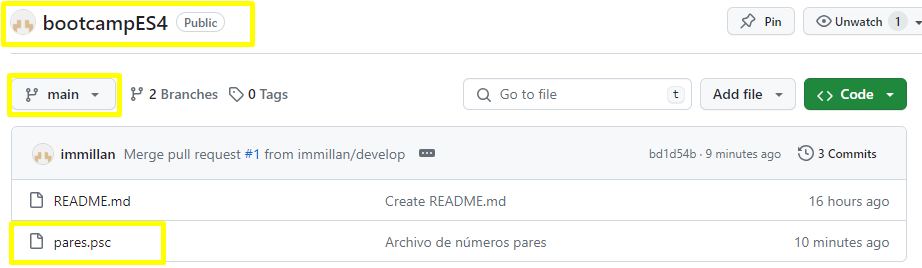 bootcampES4 Public Pin Unwatch 1
main 2 Branches 0 Tags Go to file t Add file Code
immillan Merge pull request #1 from immillan/develop bd1d54b · 9 minutes ago 3 Commits
README.md Create README.md 16 hours ago
pares.psc Archivo de números pares 10 minutes ago